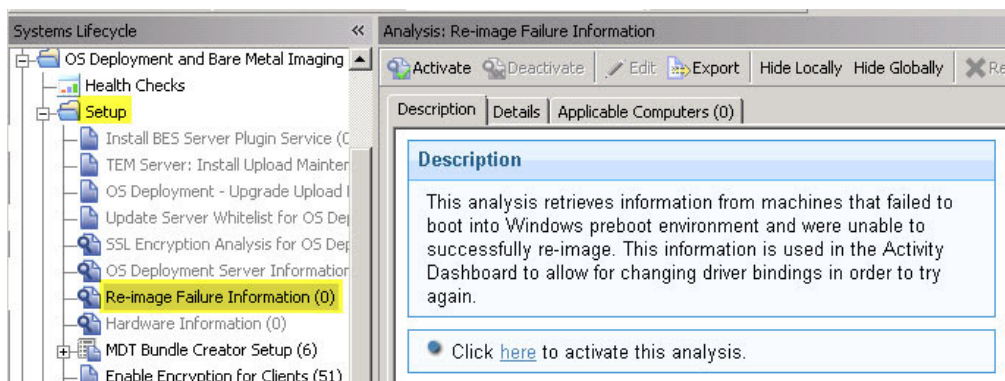 Systems Lifecycle
OS Deployment and Bare Metal Imaging
Health Checks
Setup
Install BES Server Plugin Service (
TEM Server: Install Upload
OS Deployment - Upgrade Upload
Update Server Whitelist for OS
SSL Encryption Analysis for OS
OS Deployment Server Information
Re-image Failure Information (0)
Hardware Information (0)
MDT Bundle Creator Setup (6)
Enable Encryption for Clients (51)
Analysis: Re-image Failure Information
Activate Deactivate Edit Export Hide Locally Hide Globally
Description Details Applicable Computers (0)
Description
This analysis retrieves information from machines that failed to
boot into Windows preboot environment and were unable to
successfully re-image. This information is used in the Activity
Dashboard to allow for changing driver bindings in order to try
again.
Click here to activate this analysis.